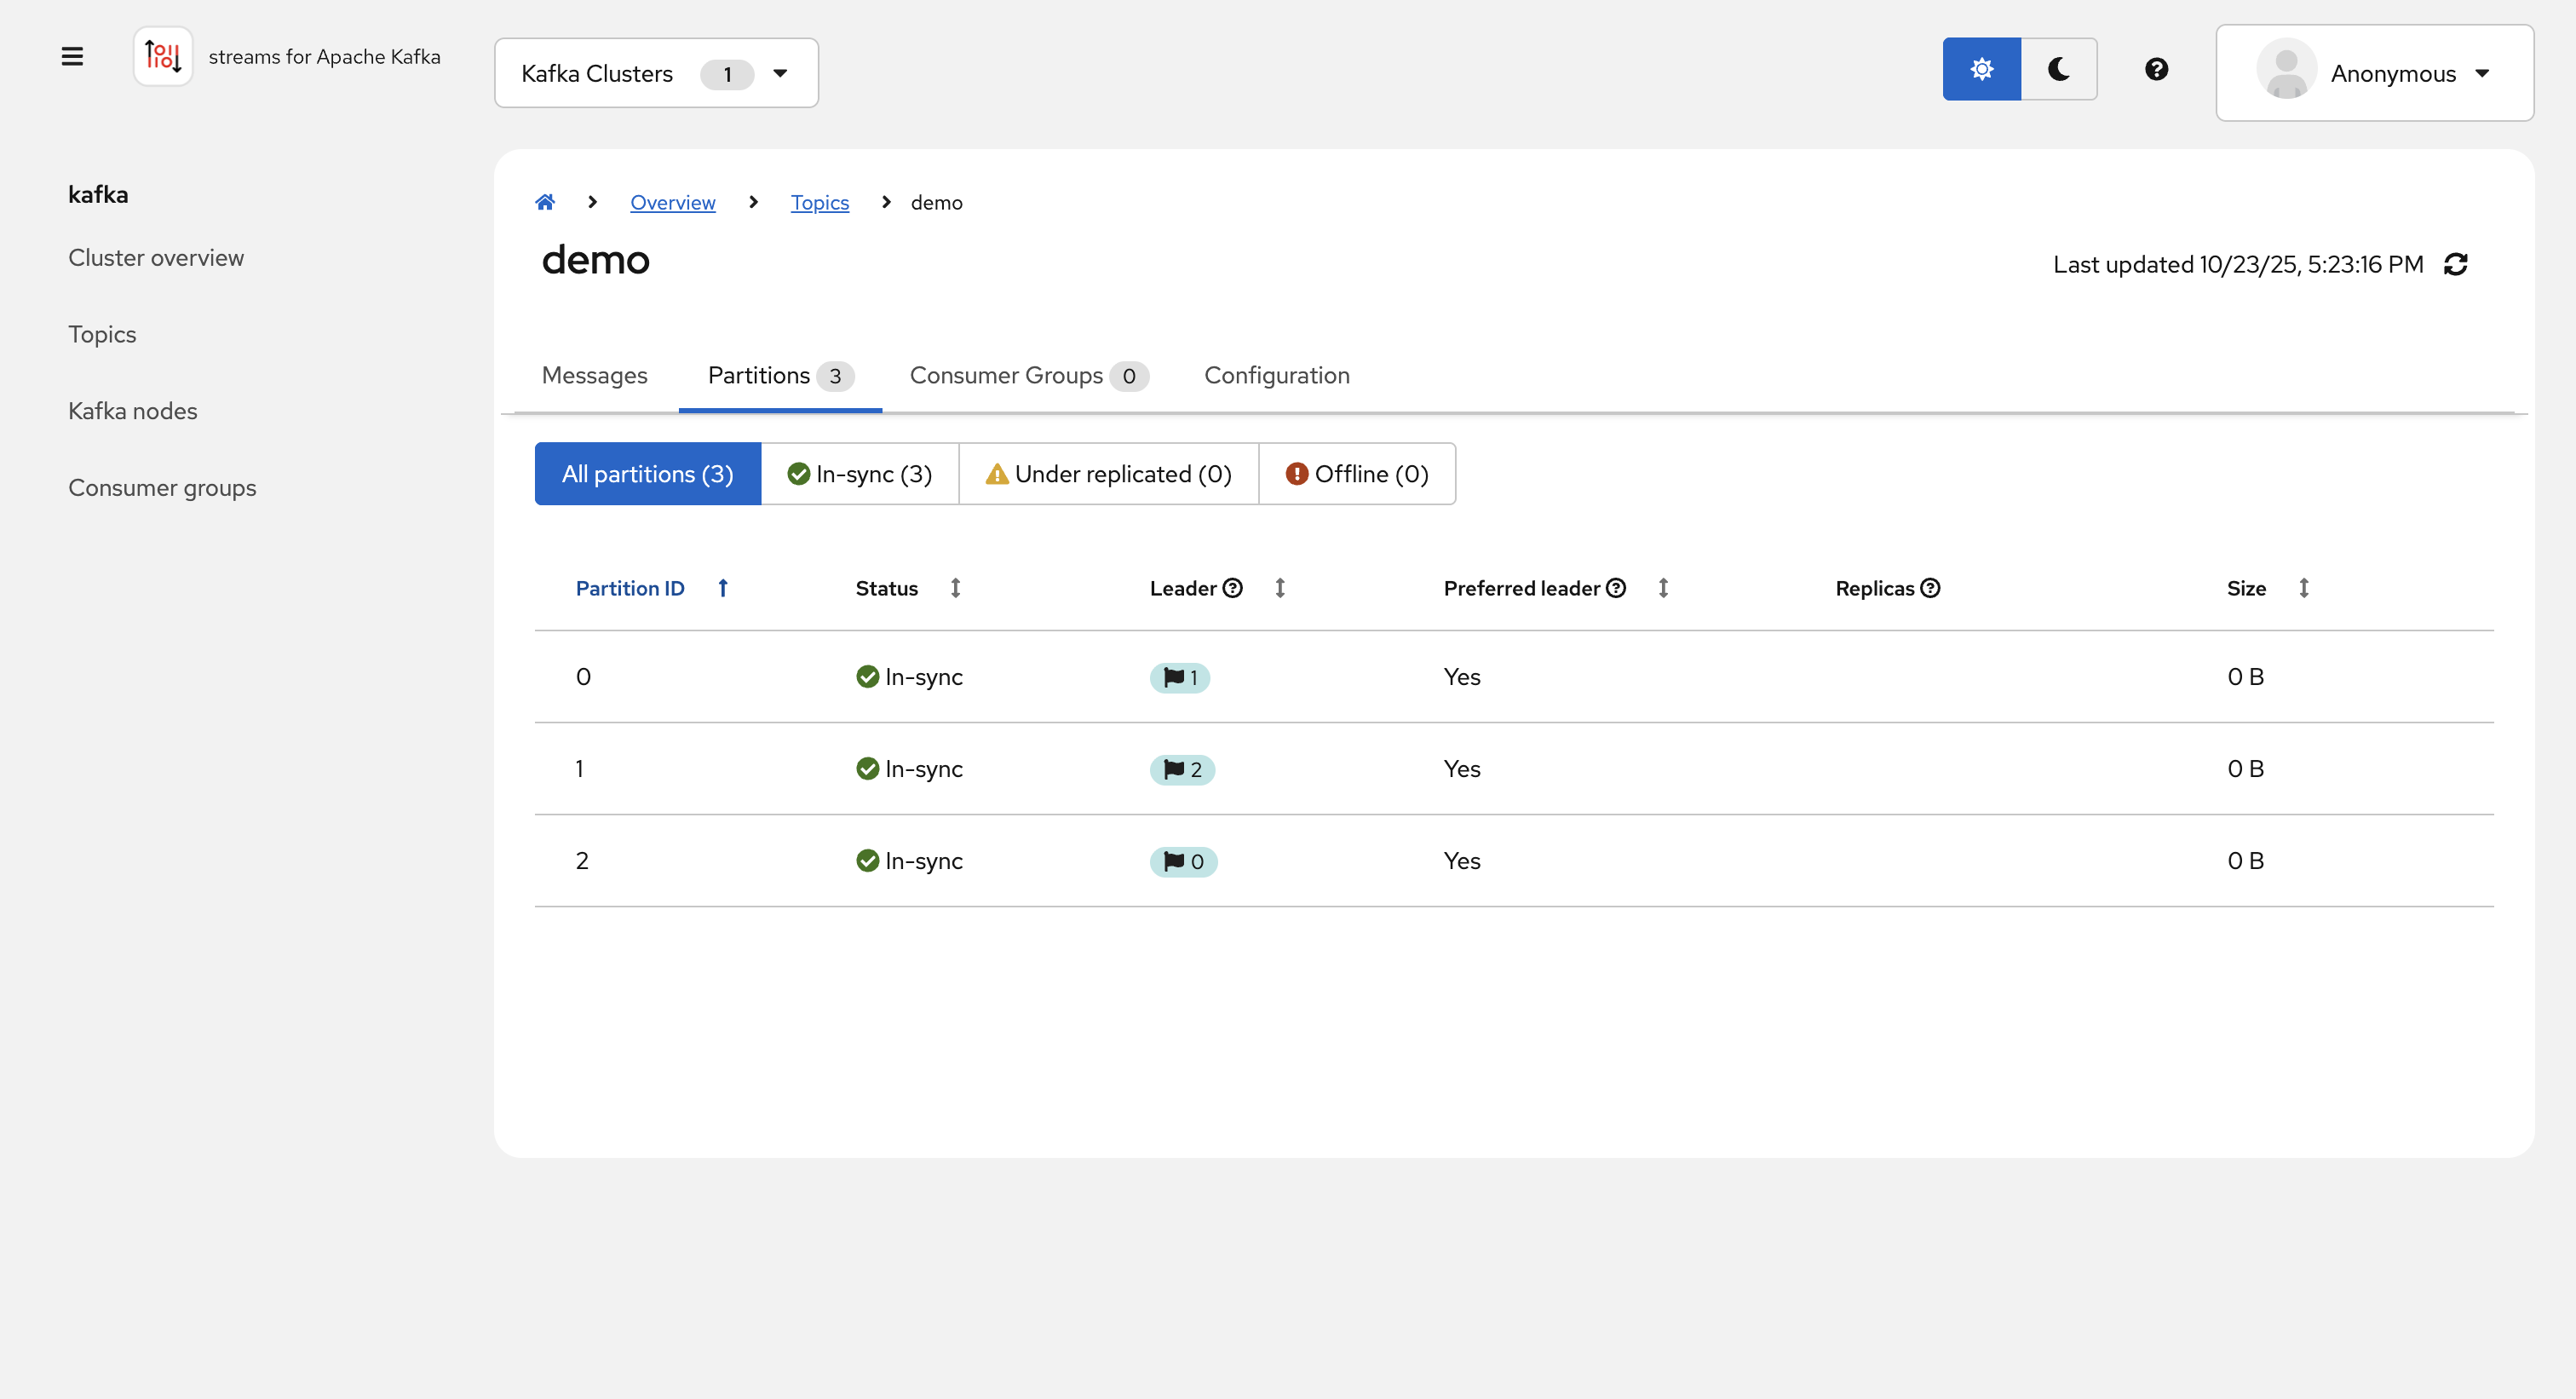 streams for Apache Kafka
Kafka Clusters 1
Anonymous
kafka
Cluster overview
Topics
Kafka nodes
Consumer groups
Overview Topics demo
demo
Last updated 10/23/25, 5:23:16 PM
Messages Partitions 3 Consumer Groups 0 Configuration
All partitions (3) In-sync (3) Under replicated (0) Offline (0)
Partition ID Status Leader Preferred leader Replicas Size
0 In-sync 1 Yes 0 B
1 In-sync 2 Yes 0 B
2 In-sync 0 Yes 0 B